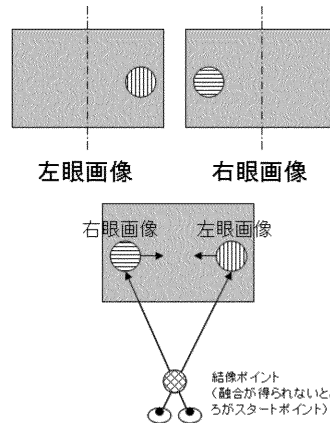 左眼画像
右眼画像
右眼画像
左眼画像
結像ポイント
(融合が得られないとこ
ろがスタートポイント)